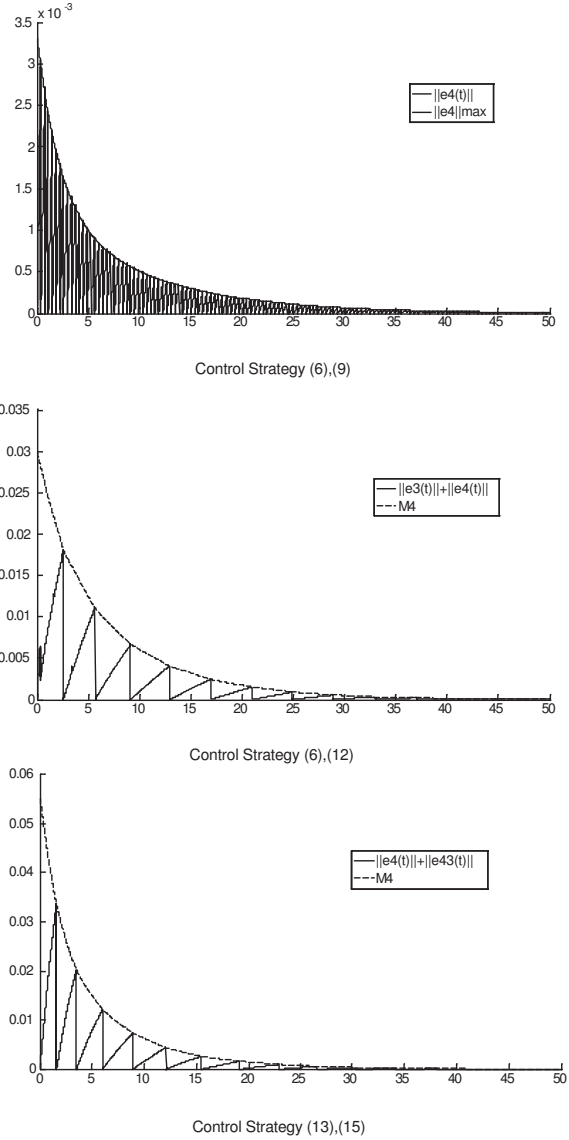 x 10 -3
3.5
3
2.5
2
1.5
1
0.5
0
0 5 10 15 20 25 30 35 40 45 50
||e4(t)||
||e4||max
Control Strategy (6),(9)
0.035
0.03
0.025
0.02
0.015
0.01
0.005
0
0 5 10 15 20 25 30 35 40 45 50
||e3(t)||+||e4(t)||
M4
Control Strategy (6),(12)
0.06
0.05
0.04
0.03
0.02
0.01
0
0 5 10 15 20 25 30 35 40 45 50
||e4(t)||+||e43(t)||
M4
Control Strategy (13),(15)